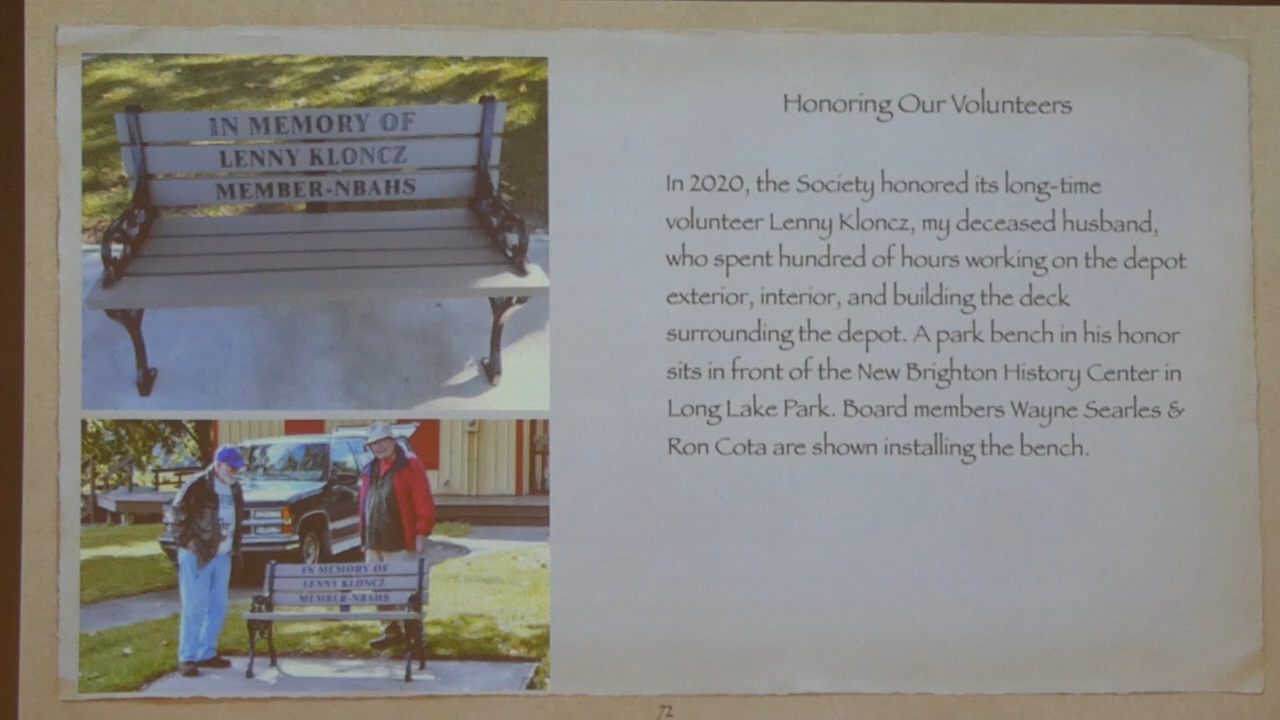 IN MEMORY OF
LENNY KLONCZ
MEMBER-NBAHS
IN MEMORY OF
LENNY KLONCZ
MEMBER-NBAHS
Honoring Our Volunteers
In 2020, the Society honored its long-time
volunteer Lenny Kloncz, my deceased husband,
who spent hundred of hours working on the depot
exterior, interior, and building the deck
surrounding the depot. A park bench in his honor
sits in front of the New Brighton History Center in
Long Lake Park. Board members Wayne Searles &
Ron Cota are shown installing the bench.
72